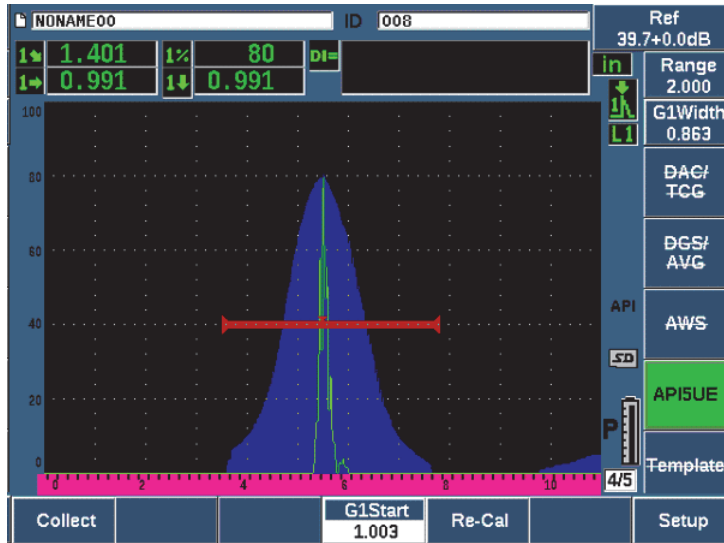 NONAME00 ID 008
Ref
39.7+0.0dB
1 1.401 1% 80 DI=
1 0.991 1 0.991
in
Range
2.000
1
L1
G1Width
0.863
100
80
60
40
20
0
DAC/
TCG
DGS/
AVG
API
AWS
SD
API5UE
P
Template
0 2 4 6 8 10
4/5
Collect
G1Start
1.003
Re-Cal
Setup